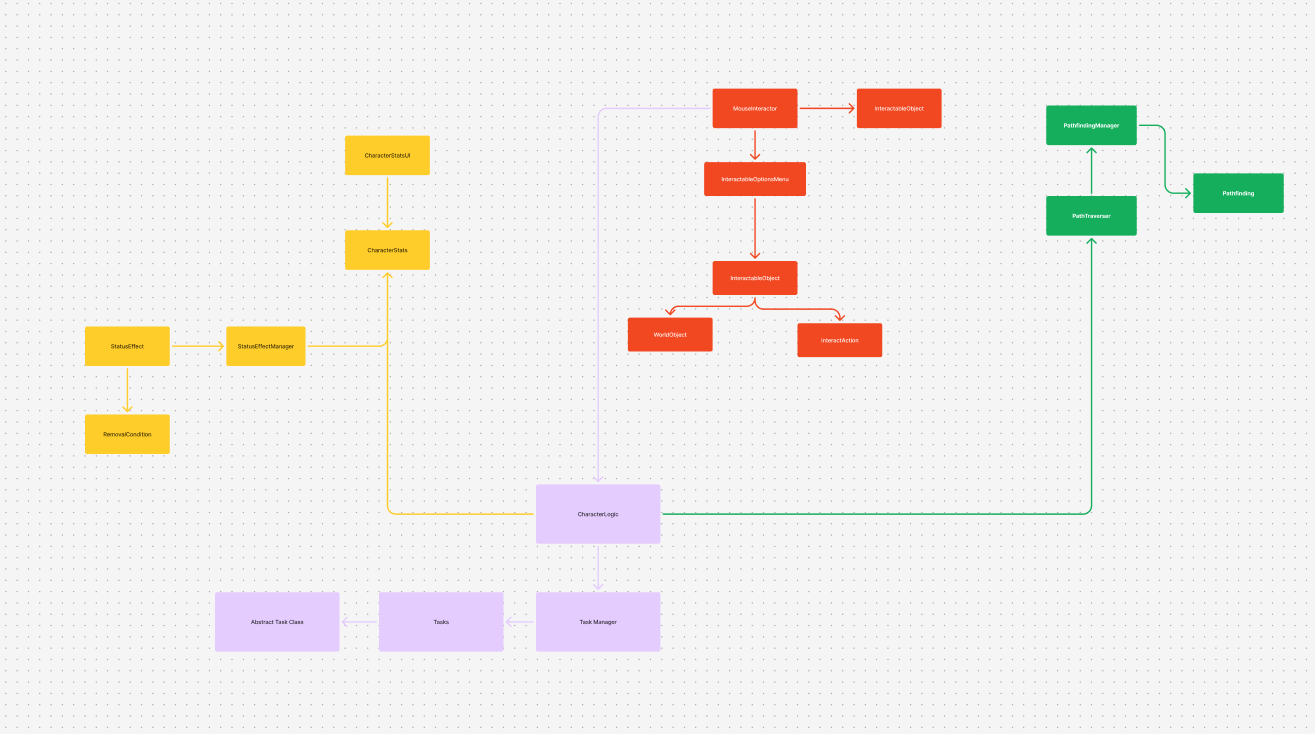 MouseInteractor
InteractableObject
PathfindingManager
CharacterStatsUI
InteractableOptionsMenu
Pathfinding
PathTraverser
CharacterStats
InteractableObject
WorldObject
InteractAction
StatusEffect
StatusEffectManager
RemovalCondition
CharacterLogic
Abstract Task Class
Tasks
Task Manager